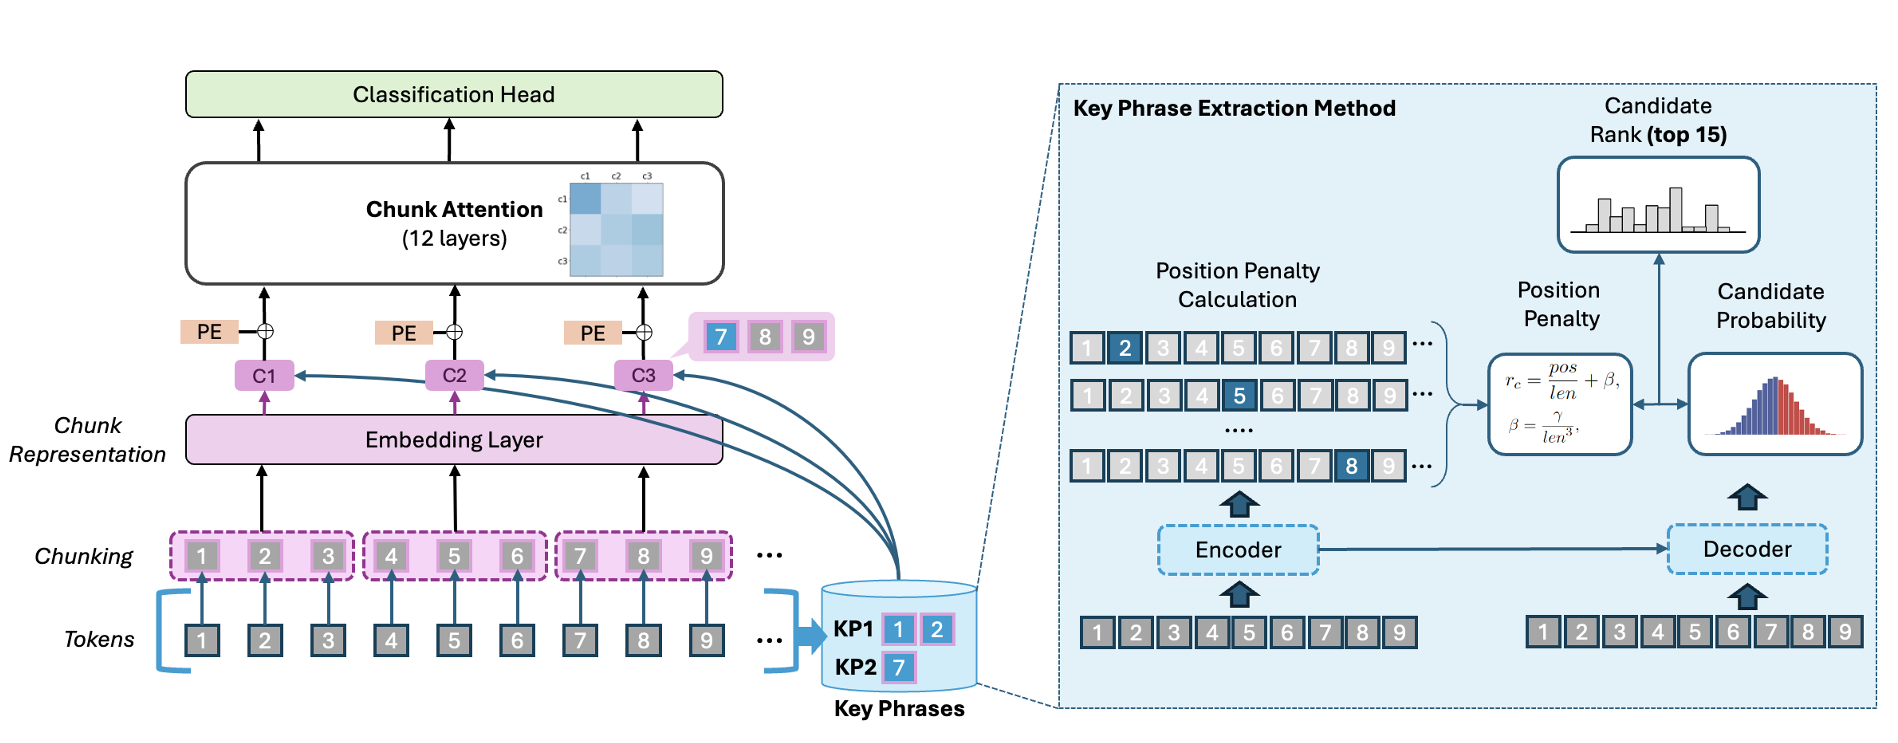 Classification Head
Chunk Attention
(12 layers)
c1 c2 c3
c1
c2
c3
PE
PE
PE
7 8 9
C1
C2
C3
Chunk
Representation
Embedding Layer
Chunking
1 2 3 4 5 6 7 8 9 ...
Tokens
1 2 3 4 5 6 7 8 9 ...
KP1 1 2
KP2 7
Key Phrases
Key Phrase Extraction Method
Candidate
Rank (top 15)
Position Penalty
Calculation
1 2 3 4 5 6 7 8 9 ...
1 2 3 4 5 6 7 8 9 ...
....
1 2 3 4 5 6 7 8 9 ...
Position
Penalty
r_c = pos/len + β,
β = γ/len^3,
Candidate
Probability
Encoder
Decoder
1 2 3 4 5 6 7 8 9
1 2 3 4 5 6 7 8 9